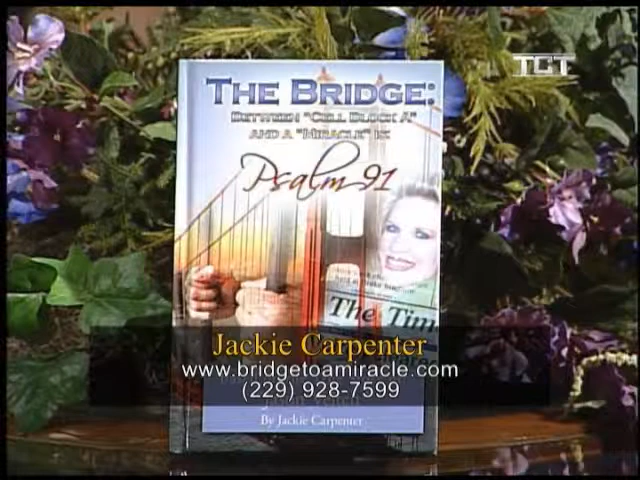 TCT
THE BRIDGE:
BETWEEN "CELL BLOCK A"
AND A "MIRACLE" IS:
Psalm 91
The Tim
Jackie Carpenter
www.bridgetoamiracle.com
(229) 928-7599
By Jackie Carpenter